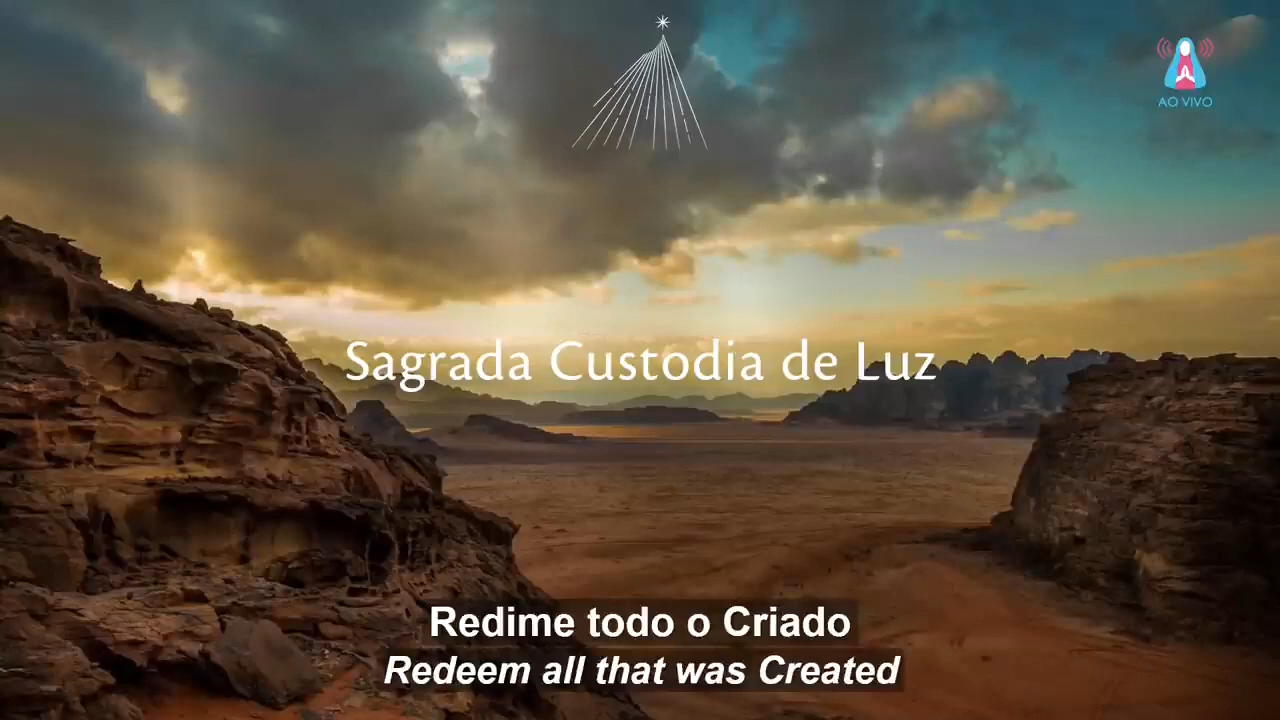 AO VIVO
Sagrada Custodia de Luz
Redime todo o Criado
Redeem all that was Created